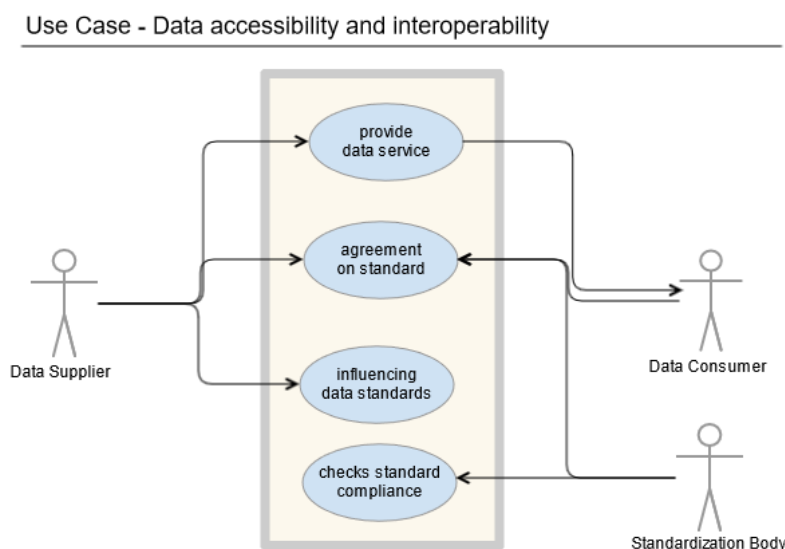 Use Case - Data accessibility and interoperability
provide
data service
agreement
on standard
Data Supplier
Data Consumer
influencing
data standards
checks standard
compliance
Standardization Body